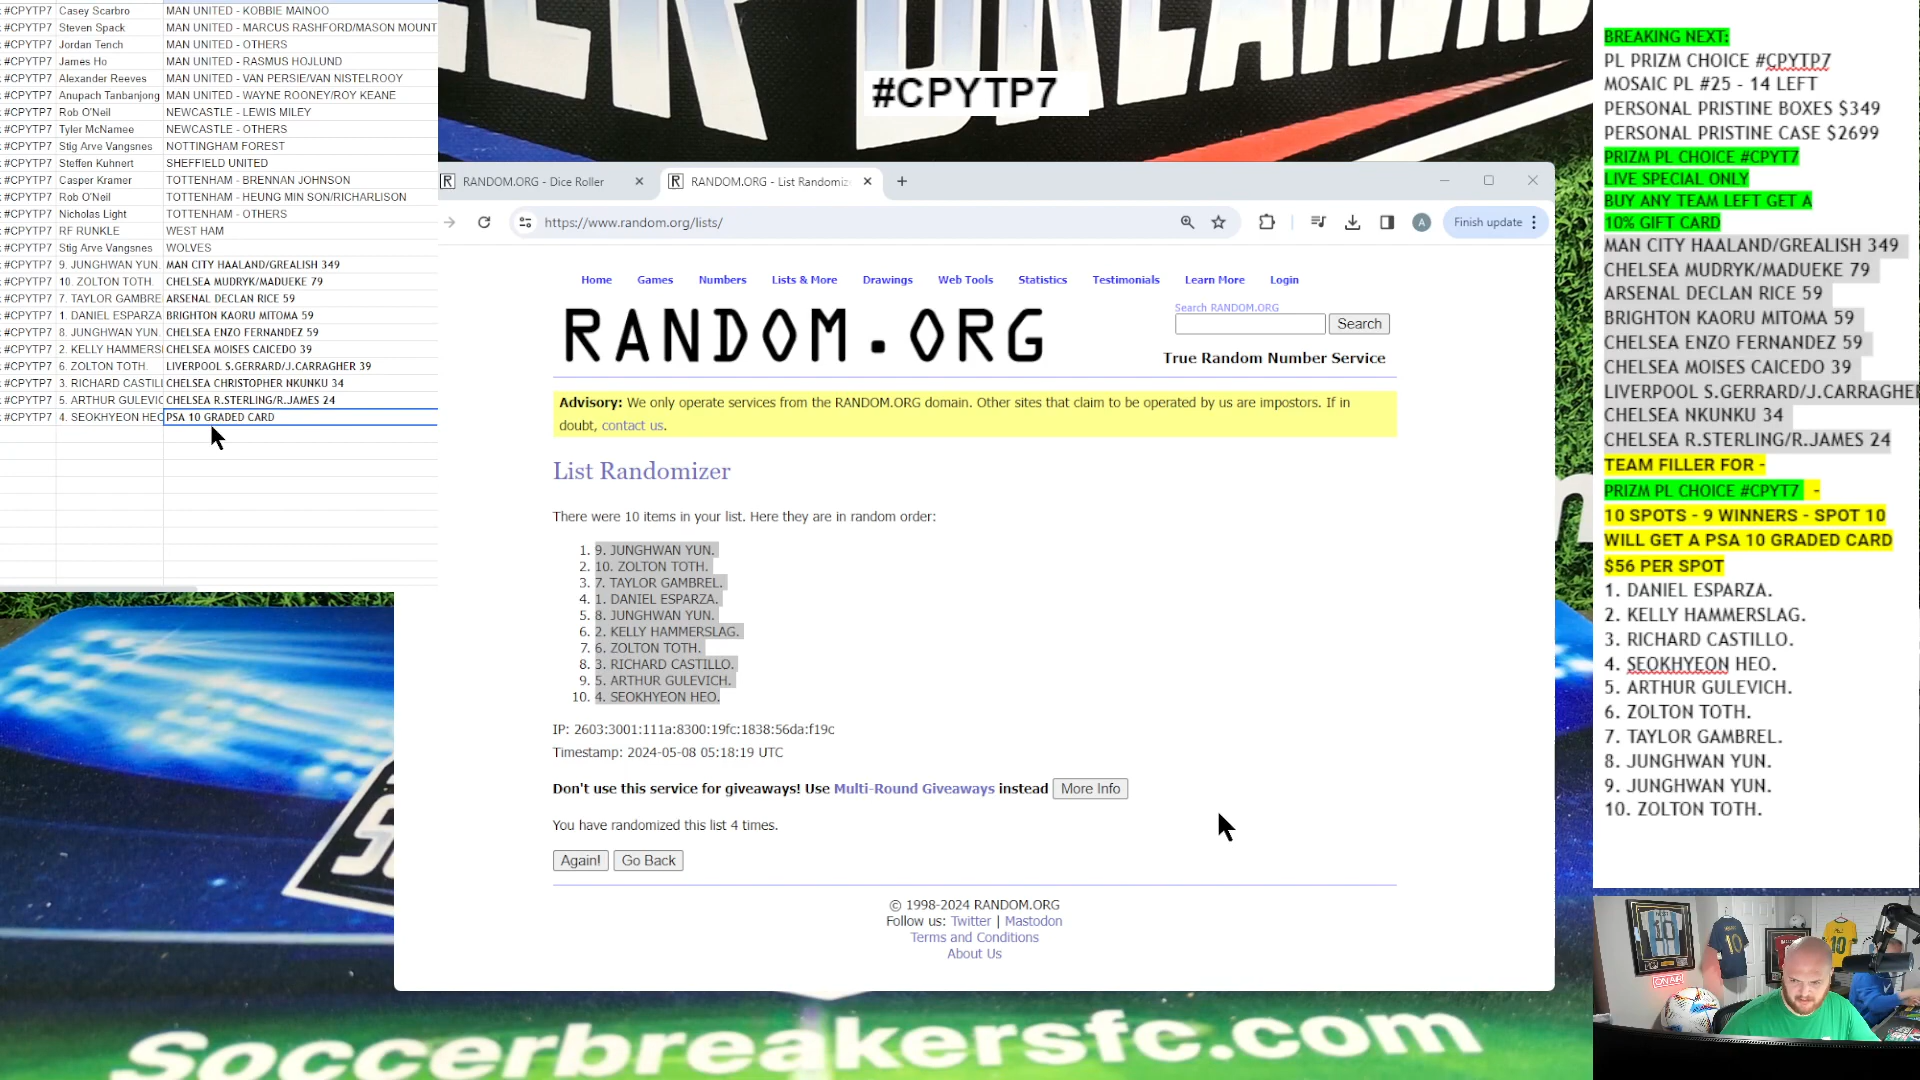 #CPYTP7 Casey Scarbro MAN UNITED - KOBBIE MAINOO
#CPYTP7 Steven Spack MAN UNITED - MARCUS RASHFORD/MASON MOUNT
#CPYTP7 Jordan Tench MAN UNITED - OTHERS
#CPYTP7 James Ho MAN UNITED - RASMUS HOJLUND
#CPYTP7 Alexander Reeves MAN UNITED - VAN PERSIE/VAN NISTELROOY
#CPYTP7 Anupach Tanbanjong MAN UNITED - WAYNE ROONEY/ROY KEANE
#CPYTP7 Rob O'Neil NEWCASTLE - LEWIS MILEY
#CPYTP7 Tyler McNamee NEWCASTLE - OTHERS
#CPYTP7 Stig Arve Vangsnes NOTTINGHAM FOREST
#CPYTP7 Steffen Kuhnert SHEFFIELD UNITED
#CPYTP7 Casper Kramer TOTTENHAM - BRENNAN JOHNSON
#CPYTP7 Rob O'Neil TOTTENHAM - HEUNG MIN SON/RICHARLISON
#CPYTP7 Nicholas Light TOTTENHAM - OTHERS
#CPYTP7 RF RUNKLE WEST HAM
#CPYTP7 Stig Arve Vangsnes WOLVES
#CPYTP7 9. JUNGHWAN YUN. MAN CITY HAALAND/GREALISH 349
#CPYTP7 10. ZOLTON TOTH. CHELSEA MUDRYK/MADUEKE 79
#CPYTP7 7. TAYLOR GAMBRE ARSENAL DECLAN RICE 59
#CPYTP7 1. DANIEL ESPARZA BRIGHTON KAORU MITOMA 59
#CPYTP7 8. JUNGHWAN YUN. CHELSEA ENZO FERNANDEZ 59
#CPYTP7 2. KELLY HAMMERS CHELSEA MOISES CAICEDO 39
#CPYTP7 6. ZOLTON TOTH. LIVERPOOL S.GERRARD/J.CARRAGHER 39
#CPYTP7 3. RICHARD CASTILL CHELSEA CHRISTOPHER NKUNKU 34
#CPYTP7 5. ARTHUR GULEVIC CHELSEA R.STERLING/R.JAMES 24
#CPYTP7 4. SEOKHYEON HEO PSA 10 GRADED CARD
#CPYTP7
RANDOM.ORG - Dice Roller
RANDOM.ORG - List Randomiz
https://www.random.org/lists/
A
Finish update
Home Games Numbers Lists & More Drawings Web Tools Statistics Testimonials Learn More Login
RANDOM.ORG
Search RANDOM.ORG
Search
True Random Number Service
Advisory: We only operate services from the RANDOM.ORG domain. Other sites that claim to be operated by us are impostors. If in
doubt, contact us.
List Randomizer
There were 10 items in your list. Here they are in random order:
1. 9. JUNGHWAN YUN.
2. 10. ZOLTON TOTH.
3. 7. TAYLOR GAMBREL.
4. 1. DANIEL ESPARZA.
5. 8. JUNGHWAN YUN.
6. 2. KELLY HAMMERSLAG.
7. 6. ZOLTON TOTH.
8. 3. RICHARD CASTILLO.
9. 5. ARTHUR GULEVICH.
10. 4. SEOKHYEON HEO.
IP: 2603:3001:111a:8300:19fc:1838:56da:f19c
Timestamp: 2024-05-08 05:18:19 UTC
Don't use this service for giveaways! Use Multi-Round Giveaways instead More Info
You have randomized this list 4 times.
Again! Go Back
© 1998-2024 RANDOM.ORG
Follow us: Twitter | Mastodon
Terms and Conditions
About Us
Soccerbreakersfc.com
BREAKING NEXT:
PL PRIZM CHOICE #CPYTP7
MOSAIC PL #25 - 14 LEFT
PERSONAL PRISTINE BOXES $349
PERSONAL PRISTINE CASE $2699
PRIZM PL CHOICE #CPYT7
LIVE SPECIAL ONLY
BUY ANY TEAM LEFT GET A
10% GIFT CARD
MAN CITY HAALAND/GREALISH 349
CHELSEA MUDRYK/MADUEKE 79
ARSENAL DECLAN RICE 59
BRIGHTON KAORU MITOMA 59
CHELSEA ENZO FERNANDEZ 59
CHELSEA MOISES CAICEDO 39
LIVERPOOL S.GERRARD/J.CARRAGHER
CHELSEA NKUNKU 34
CHELSEA R.STERLING/R.JAMES 24
TEAM FILLER FOR -
PRIZM PL CHOICE #CPYT7 -
10 SPOTS - 9 WINNERS - SPOT 10
WILL GET A PSA 10 GRADED CARD
$56 PER SPOT
1. DANIEL ESPARZA.
2. KELLY HAMMERSLAG.
3. RICHARD CASTILLO.
4. SEOKHYEON HEO.
5. ARTHUR GULEVICH.
6. ZOLTON TOTH.
7. TAYLOR GAMBREL.
8. JUNGHWAN YUN.
9. JUNGHWAN YUN.
10. ZOLTON TOTH.
10
10
10
ON AIR